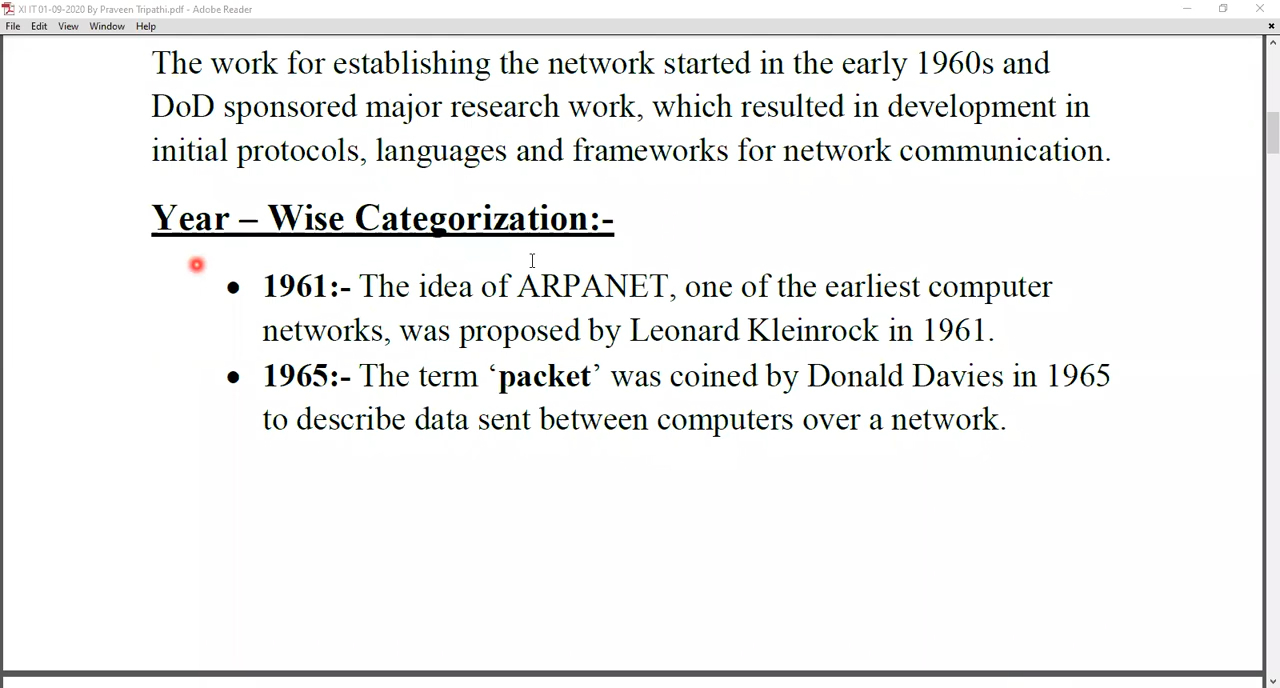 XI IT 01-09-2020 By Praveen Tripathi.pdf - Adobe Reader
File Edit View Window Help
The work for establishing the network started in the early 1960s and
DoD sponsored major research work, which resulted in development in
initial protocols, languages and frameworks for network communication.
Year – Wise Categorization:-
• 1961:- The idea of ARPANET, one of the earliest computer
networks, was proposed by Leonard Kleinrock in 1961.
• 1965:- The term ‘packet’ was coined by Donald Davies in 1965
to describe data sent between computers over a network.